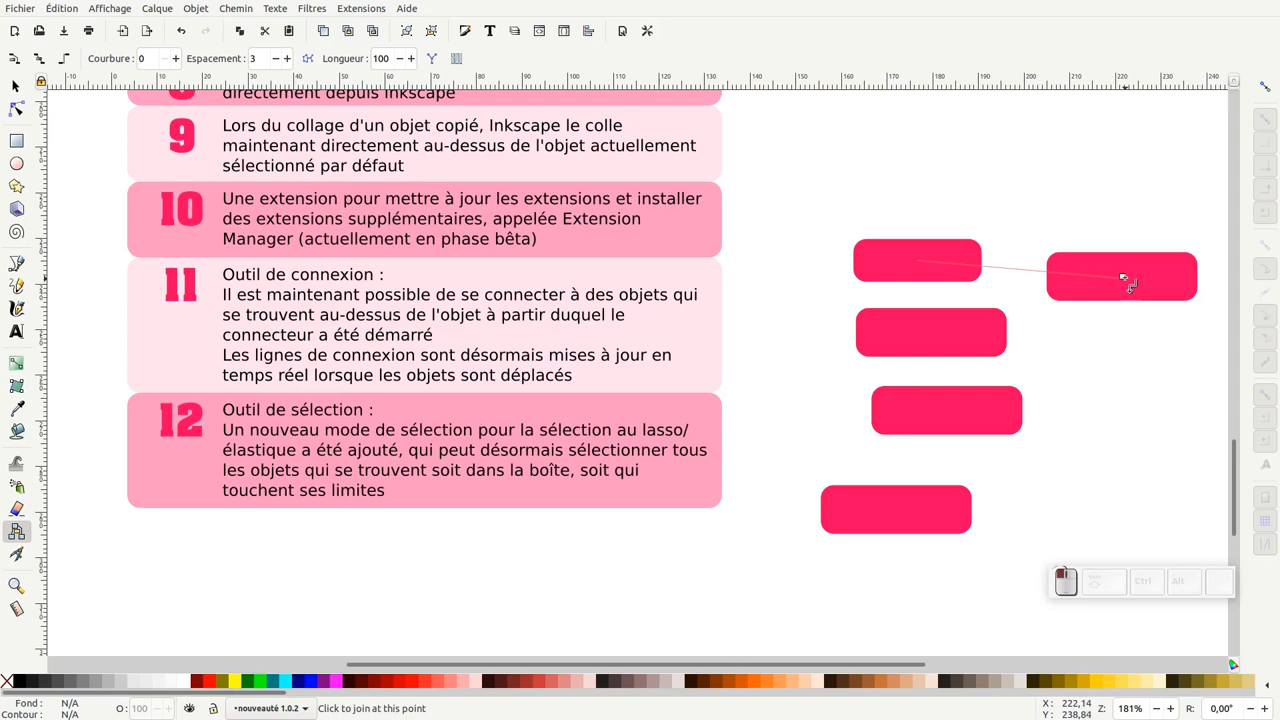 Fichier Édition Affichage Calque Objet Chemin Texte Filtres Extensions Aide
Courbure : 0 Espacement : 3 Longueur : 100
directement depuis Inkscape
9 Lors du collage d'un objet copié, Inkscape le colle
maintenant directement au-dessus de l'objet actuellement
sélectionné par défaut
10 Une extension pour mettre à jour les extensions et installer
des extensions supplémentaires, appelée Extension
Manager (actuellement en phase bêta)
11 Outil de connexion :
Il est maintenant possible de se connecter à des objets qui
se trouvent au-dessus de l'objet à partir duquel le
connecteur a été démarré
Les lignes de connexion sont désormais mises à jour en
temps réel lorsque les objets sont déplacés
12 Outil de sélection :
Un nouveau mode de sélection pour la sélection au lasso/
élastique a été ajouté, qui peut désormais sélectionner tous
les objets qui se trouvent soit dans la boîte, soit qui
touchent ses limites
Ctrl Alt
Fond : N/A
Contour : N/A
O : 100
•nouveauté 1.0.2
Click to join at this point
X : 222,14
Y : 238,84
Z : 181%
R : 0,00°